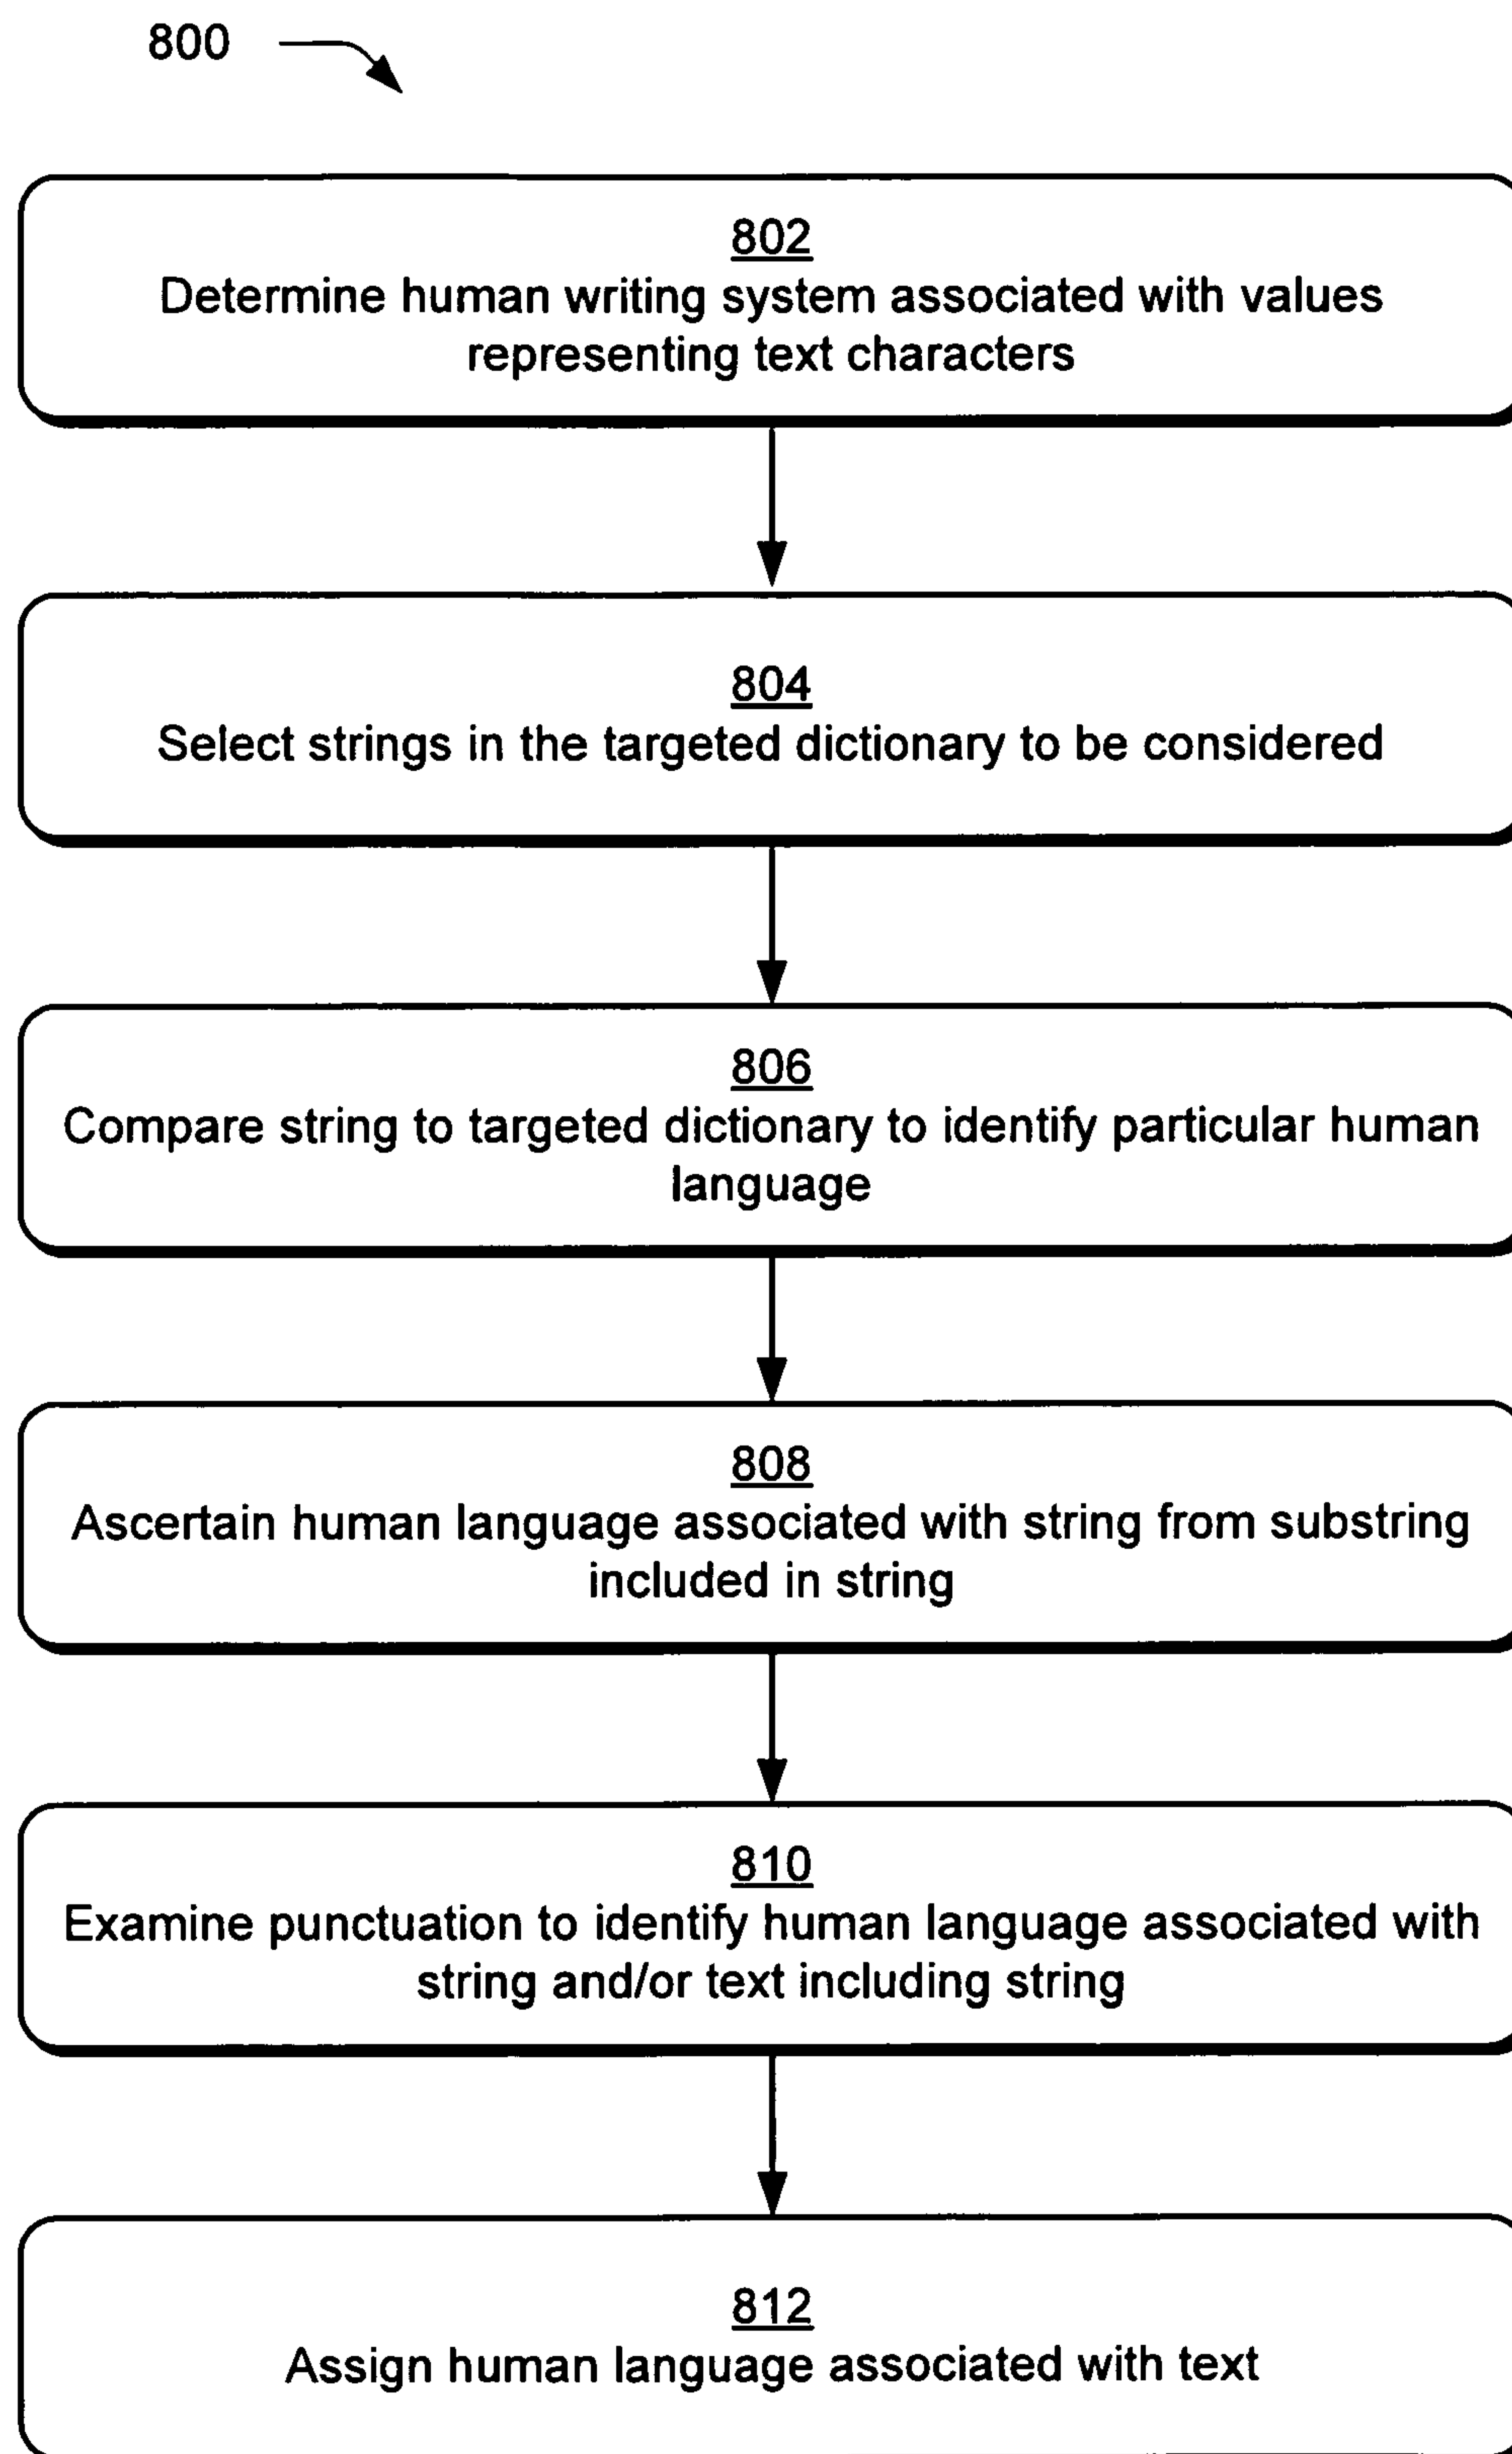 800
802
Determine human writing system associated with values
representing text characters
804
Select strings in the targeted dictionary to be considered
806
Compare string to targeted dictionary to identify particular human
language
808
Ascertain human language associated with string from substring
included in string
810
Examine punctuation to identify human language associated with
string and/or text including string
812
Assign human language associated with text